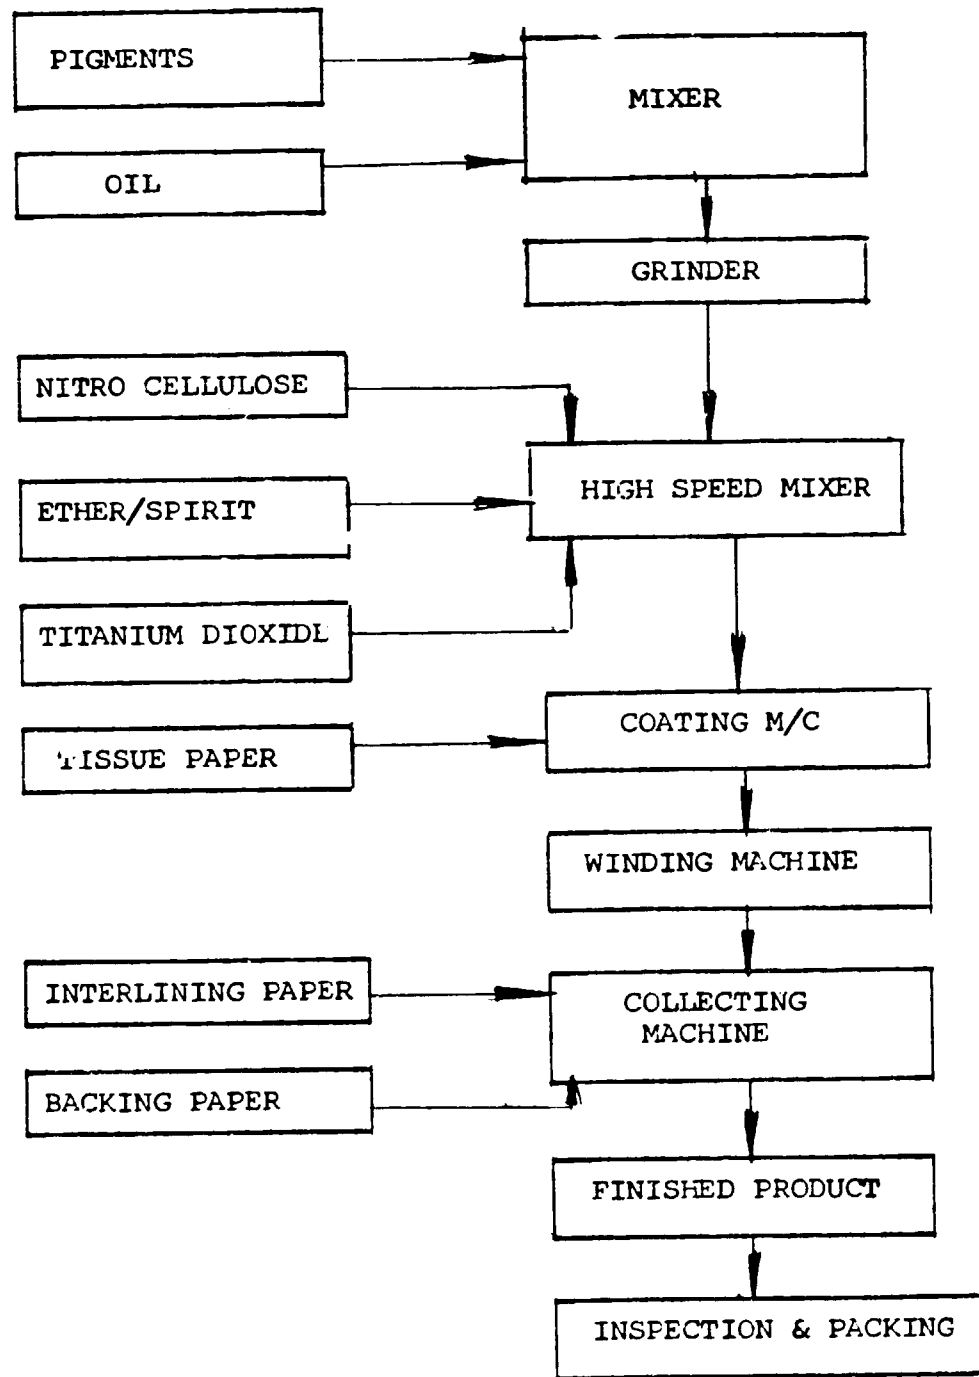 PIGMENTS
MIXER
OIL
GRINDER
NITRO CELLULOSE
HIGH SPEED MIXER
ETHER/SPIRIT
TITANIUM DIOXIDE
COATING M/C
TISSUE PAPER
WINDING MACHINE
INTERLINING PAPER
COLLECTING
MACHINE
BACKING PAPER
FINISHED PRODUCT
INSPECTION & PACKING